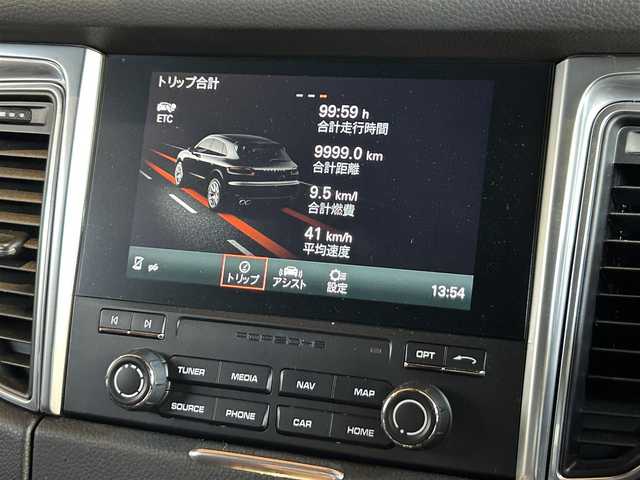 トリップ合計
ETC
99:59 h
合計走行時間
9999.0 km
合計距離
9.5 km/l
合計燃費
41 km/h
平均速度
トリップ
アシスト
設定
13:54
PORSCHE
OPT
TUNER
MEDIA
NAV
MAP
SOURCE
PHONE
CAR
HOME